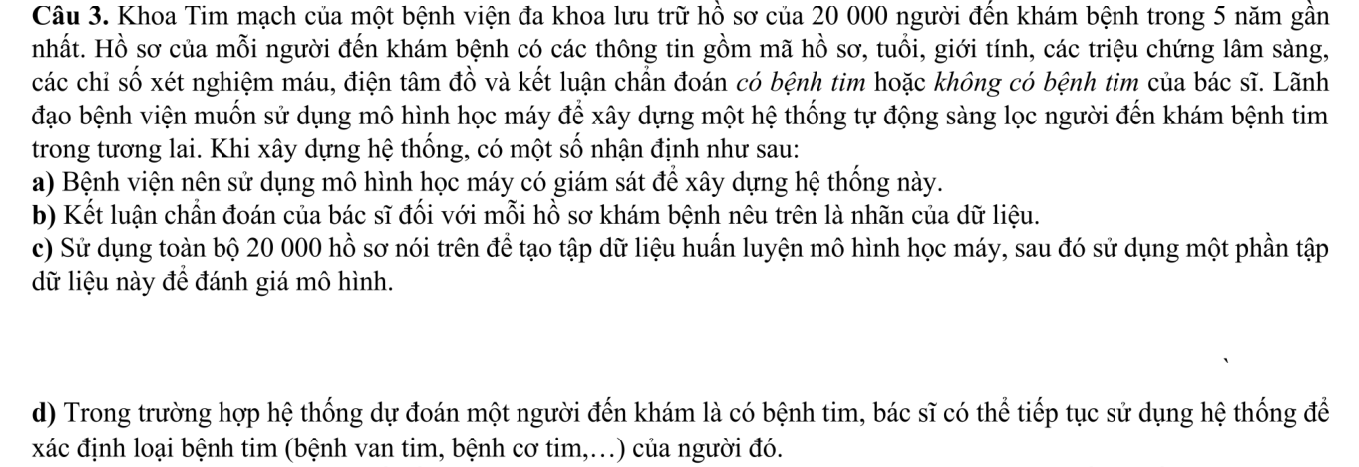 Câu 3. Khoa Tim mạch của một bệnh viện đa khoa lưu trữ hồ sơ của 20 000 người đến khám bệnh trong 5 năm gần
nhất. Hồ sơ của mỗi người đến khám bệnh có các thông tin gồm mã hồ sơ, tuổi, giới tính, các triệu chứng lâm sàng,
các chỉ số xét nghiệm máu, điện tâm đồ và kết luận chẩn đoán có bệnh tim hoặc không có bệnh tim của bác sĩ. Lãnh
đạo bệnh viện muốn sử dụng mô hình học máy để xây dựng một hệ thống tự động sàng lọc người đến khám bệnh tim
trong tương lai. Khi xây dựng hệ thống, có một số nhận định như sau:
a) Bệnh viện nên sử dụng mô hình học máy có giám sát để xây dựng hệ thống này.
b) Kết luận chẩn đoán của bác sĩ đối với mỗi hồ sơ khám bệnh nêu trên là nhãn của dữ liệu.
c) Sử dụng toàn bộ 20 000 hồ sơ nói trên để tạo tập dữ liệu huấn luyện mô hình học máy, sau đó sử dụng một phần tập
dữ liệu này để đánh giá mô hình.
d) Trong trường hợp hệ thống dự đoán một người đến khám là có bệnh tim, bác sĩ có thể tiếp tục sử dụng hệ thống để
xác định loại bệnh tim (bệnh van tim, bệnh cơ tim,…) của người đó.